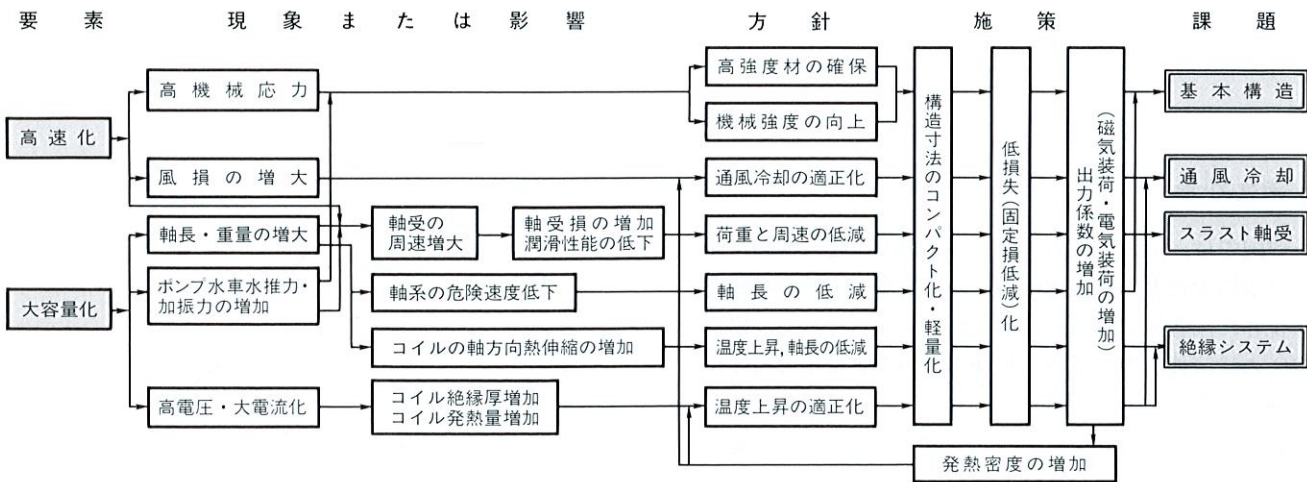 要素
現象または影響
方針
施策
課題
高速化
大容量化
高機械応力
風損の増大
軸長・重量の増大
ポンプ水車水推力・
加振力の増加
高電圧・大電流化
軸受の
周速増大
軸受損の増加
潤滑性能の低下
軸系の危険速度低下
コイルの軸方向熱伸縮の増加
コイル絶縁厚増加
コイル発熱量増加
高強度材の確保
機械強度の向上
通風冷却の適正化
荷重と周速の低減
軸長の低減
温度上昇,軸長の低減
温度上昇の適正化
構造寸法のコンパクト化・軽量化
低損失(固定損低減)化
出力係数の増加
(磁気装荷・電気装荷の増加)
発熱密度の増加
基本構造
通風冷却
スラスト軸受
絶縁システム